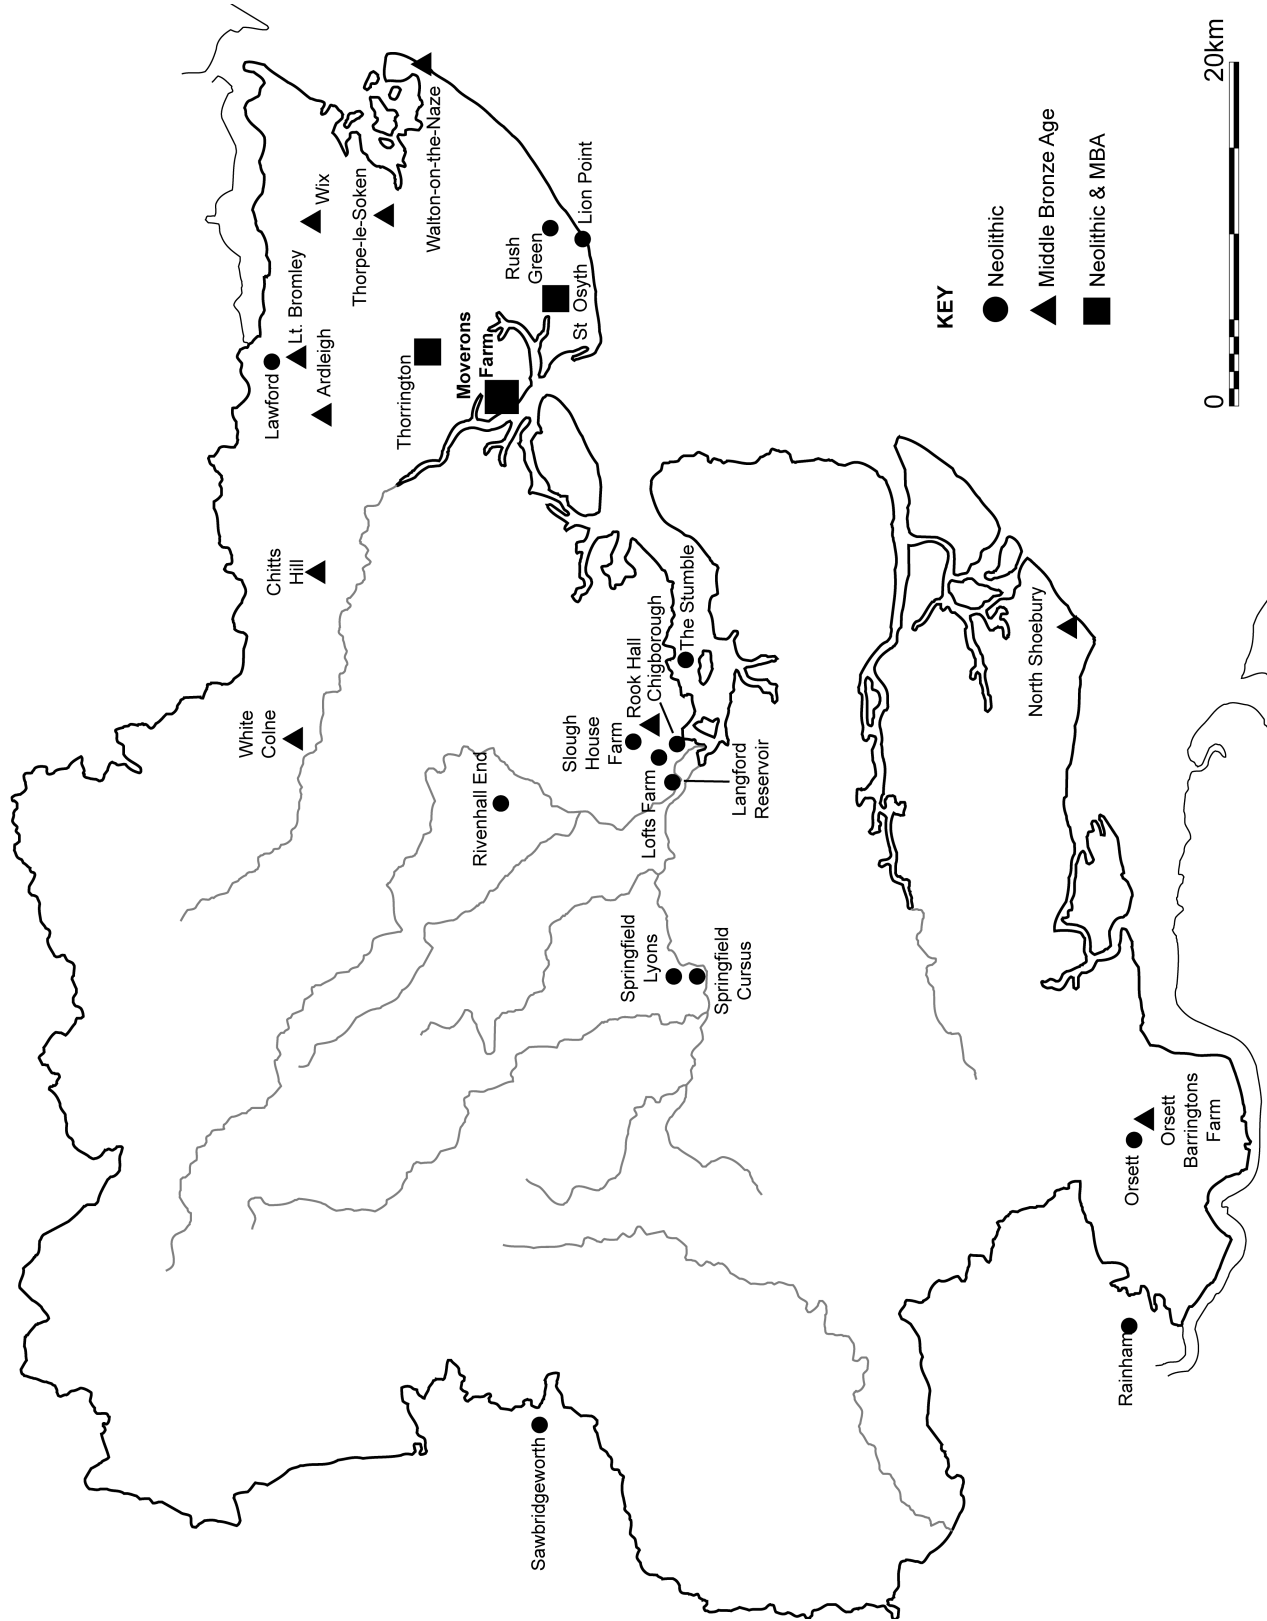 Lawford
Lt. Bromley
Ardleigh
Wix
Thorpe-le-Soken
Walton-on-the-Naze
Thorrington
Moverons
Farm
Rush
Green
St Osyth
Lion Point
Chitts
Hill
White
Colne
Rivenhall End
Slough
House
Farm
Rook Hall
Chigborough
The Stumble
Lofts Farm
Langford
Reservoir
Springfield
Lyons
Springfield
Cursus
North Shoebury
Orsett
Orsett
Barringtons
Farm
Rainham
Sawbridgeworth
KEY
Neolithic
Middle Bronze Age
Neolithic & MBA
0
20km